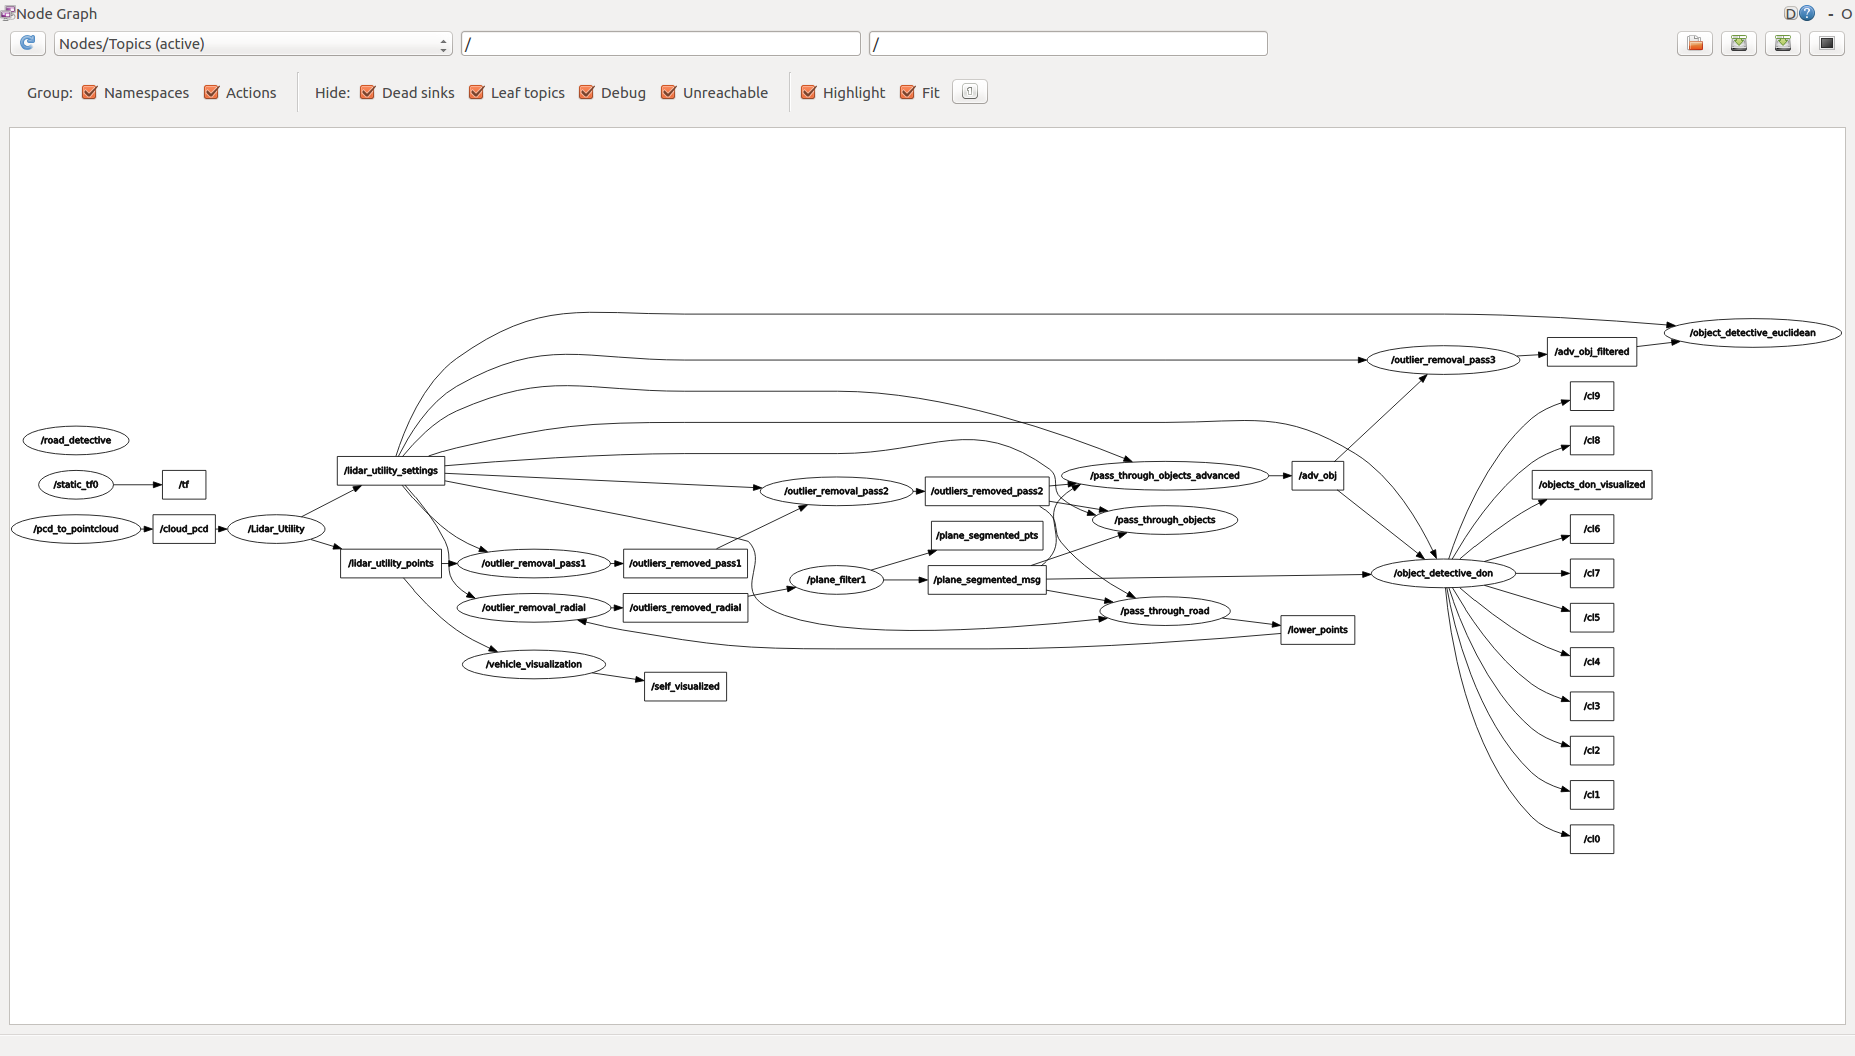 Node Graph
D ? - O
Nodes/Topics (active) / /
Group: Namespaces Actions Hide: Dead sinks Leaf topics Debug Unreachable Highlight Fit
/object_detective_euclidean
/adv_obj_filtered
/outlier_removal_pass3
/cl9
/road_detective
/cl8
/lidar_utility_settings
/pass_through_objects_advanced
/adv_obj
/static_tf0
/tf
/objects_don_visualized
/outlier_removal_pass2
/outliers_removed_pass2
/pass_through_objects
/pcd_to_pointcloud
/cloud_pcd
/Lidar_Utility
/cl6
/plane_segmented_pts
/lidar_utility_points
/outlier_removal_pass1
/outliers_removed_pass1
/object_detective_don
/cl7
/plane_filter1
/plane_segmented_msg
/outlier_removal_radial
/outliers_removed_radial
/pass_through_road
/cl5
/lower_points
/cl4
/vehicle_visualization
/self_visualized
/cl3
/cl2
/cl1
/cl0